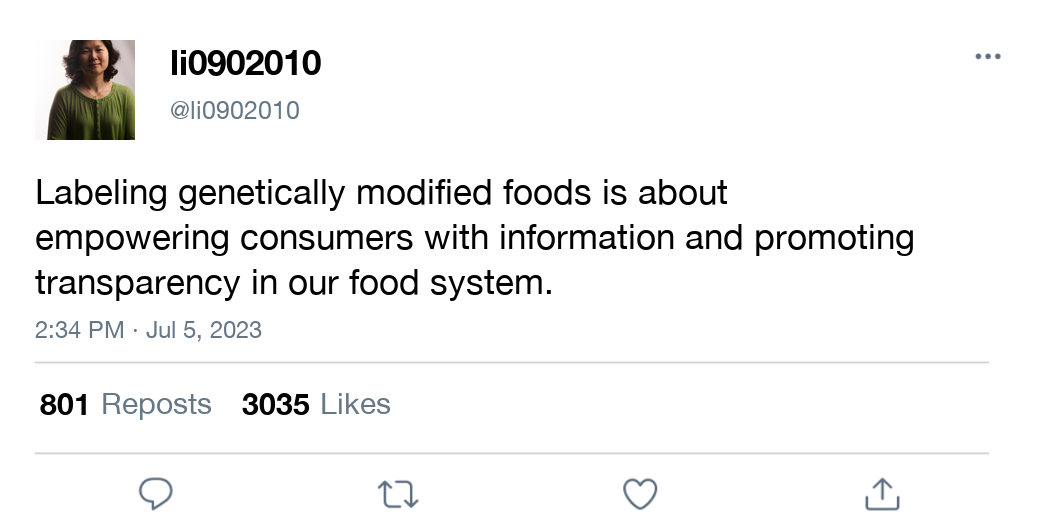 li0902010
@li0902010
Labeling genetically modified foods is about
empowering consumers with information and promoting
transparency in our food system.
2:34 PM · Jul 5, 2023
801 Reposts 3035 Likes